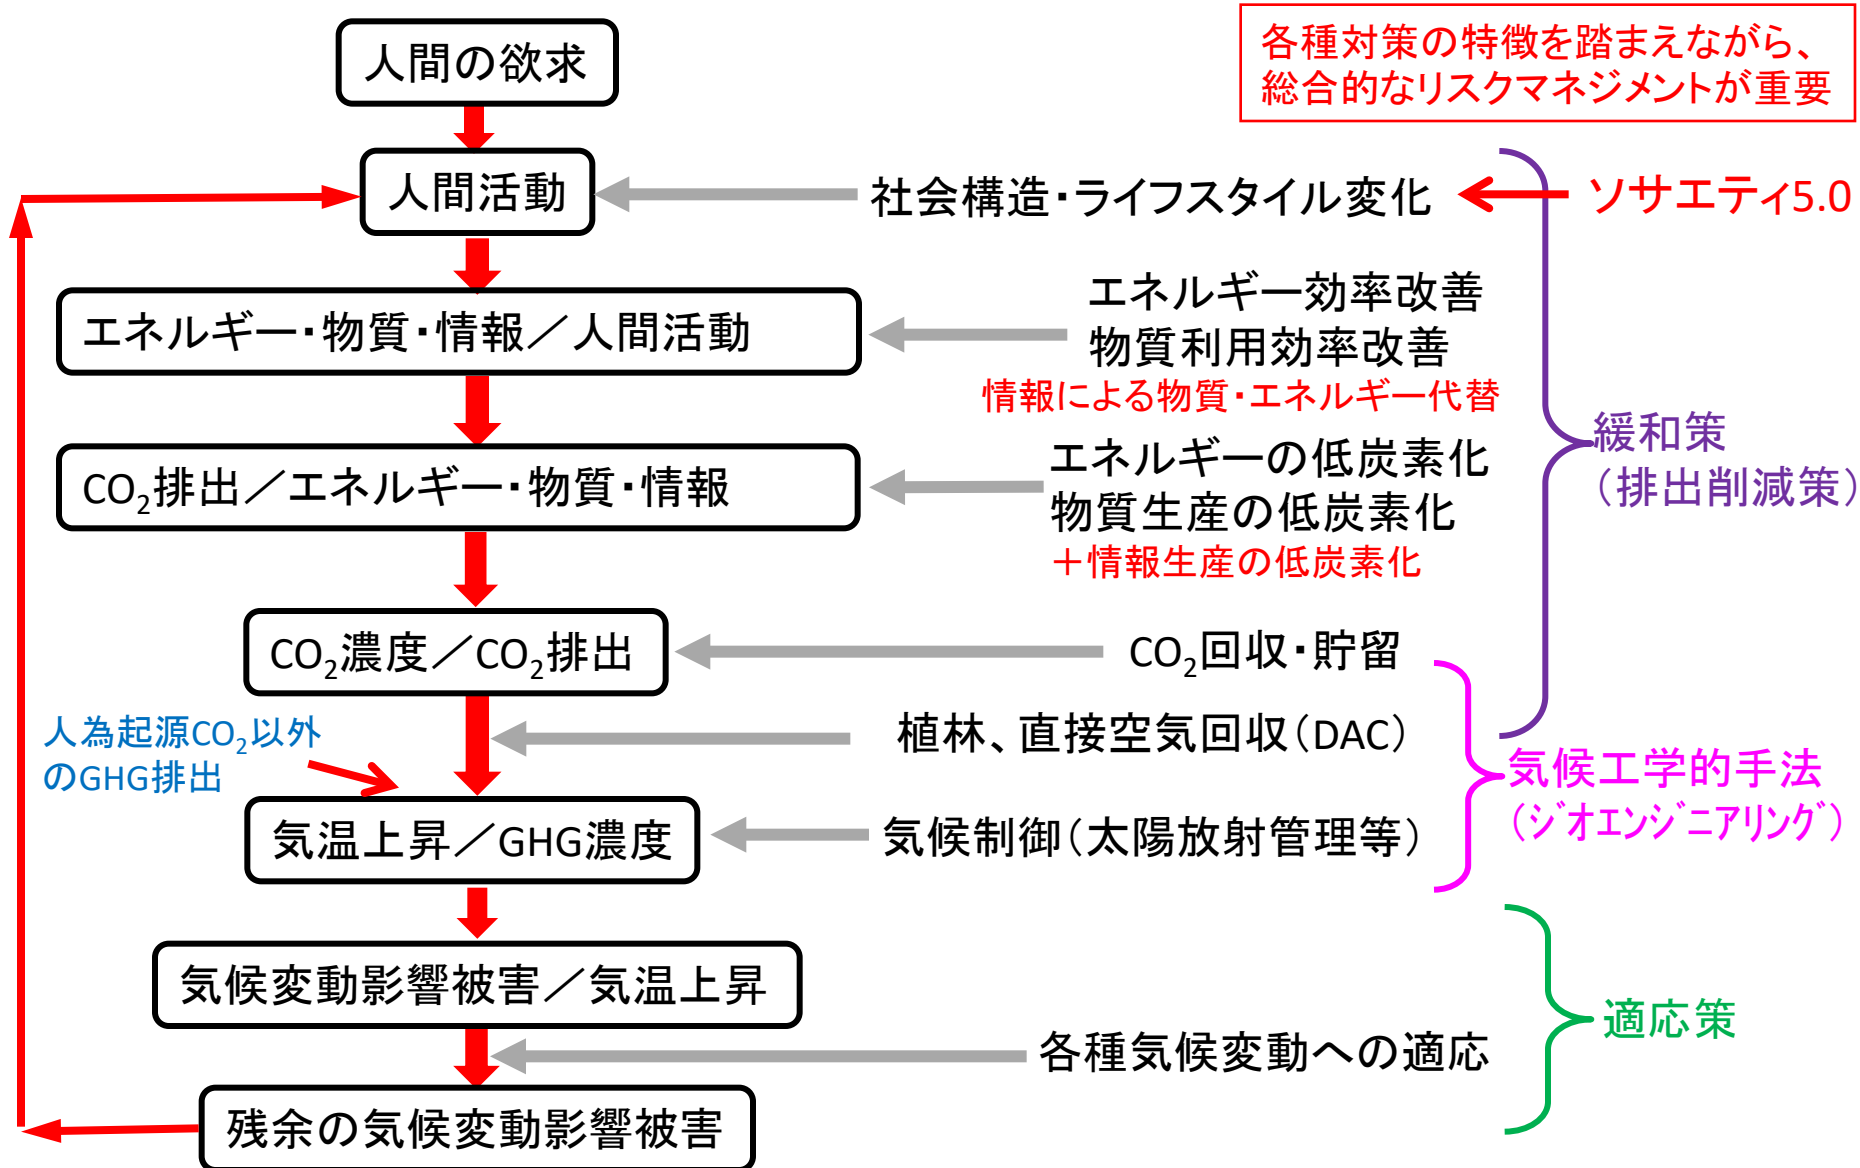 人間の欲求
各種対策の特徴を踏まえながら、
総合的なリスクマネジメントが重要
人間活動
社会構造・ライフスタイル変化
ソサエティ5.0
エネルギー・物質・情報／人間活動
エネルギー効率改善
物質利用効率改善
情報による物質・エネルギー代替
緩和策
（排出削減策）
CO₂排出／エネルギー・物質・情報
エネルギーの低炭素化
物質生産の低炭素化
＋情報生産の低炭素化
CO₂濃度／CO₂排出
CO₂回収・貯留
人為起源CO₂以外
のGHG排出
植林、直接空気回収（DAC）
気候工学的手法
（ｼﾞｵエンｼﾞﾆｱﾘﾝｸﾞ）
気温上昇／GHG濃度
気候制御（太陽放射管理等）
気候変動影響被害／気温上昇
適応策
各種気候変動への適応
残余の気候変動影響被害